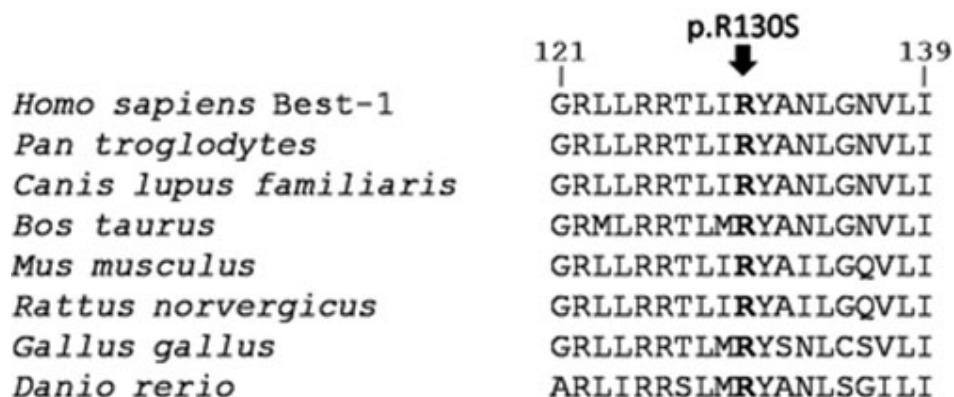 p.R130S
121 139
Homo sapiens Best-1 GRLLRRTLIRYANLGNVLI
Pan troglodytes GRLLRRTLIRYANLGNVLI
Canis lupus familiaris GRLLRRTLIRYANLGNVLI
Bos taurus GRMLRRTLMRYANLGNVLI
Mus musculus GRLLRRTLIRYAILGQVLI
Rattus norvergicus GRLLRRTLIRYAILGQVLI
Gallus gallus GRLLRRTLMRYSNLCSVLI
Danio rerio ARLIRRSLMRYANLSGILI